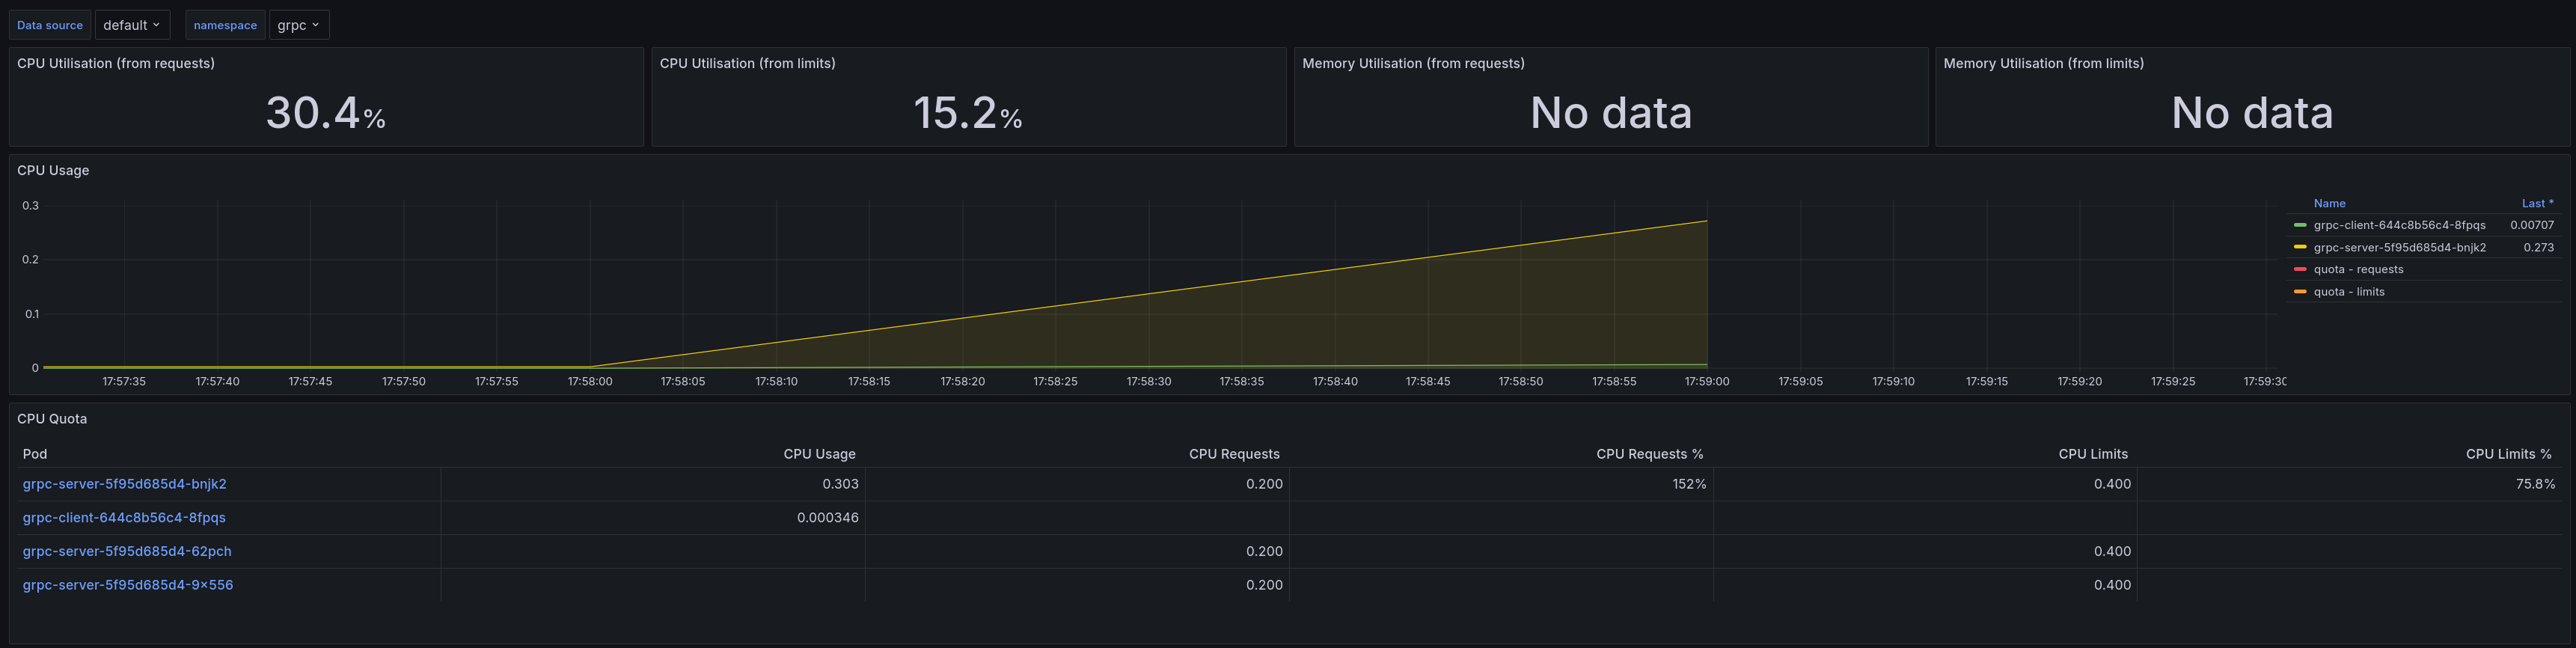 Data source default namespace grpc
CPU Utilisation (from requests) CPU Utilisation (from limits) Memory Utilisation (from requests) Memory Utilisation (from limits)
30.4% 15.2% No data No data
CPU Usage
0.3
0.2
0.1
0
17:57:35 17:57:40 17:57:45 17:57:50 17:57:55 17:58:00 17:58:05 17:58:10 17:58:15 17:58:20 17:58:25 17:58:30 17:58:35 17:58:40 17:58:45 17:58:50 17:58:55 17:59:00 17:59:05 17:59:10 17:59:15 17:59:20 17:59:25 17:59:30
Name Last *
grpc-client-644c8b56c4-8fpqs 0.00707
grpc-server-5f95d685d4-bnjk2 0.273
quota - requests
quota - limits
CPU Quota
Pod CPU Usage CPU Requests CPU Requests % CPU Limits CPU Limits %
grpc-server-5f95d685d4-bnjk2 0.303 0.200 152% 0.400 75.8%
grpc-client-644c8b56c4-8fpqs 0.000346
grpc-server-5f95d685d4-62pch 0.200 0.400
grpc-server-5f95d685d4-9x556 0.200 0.400